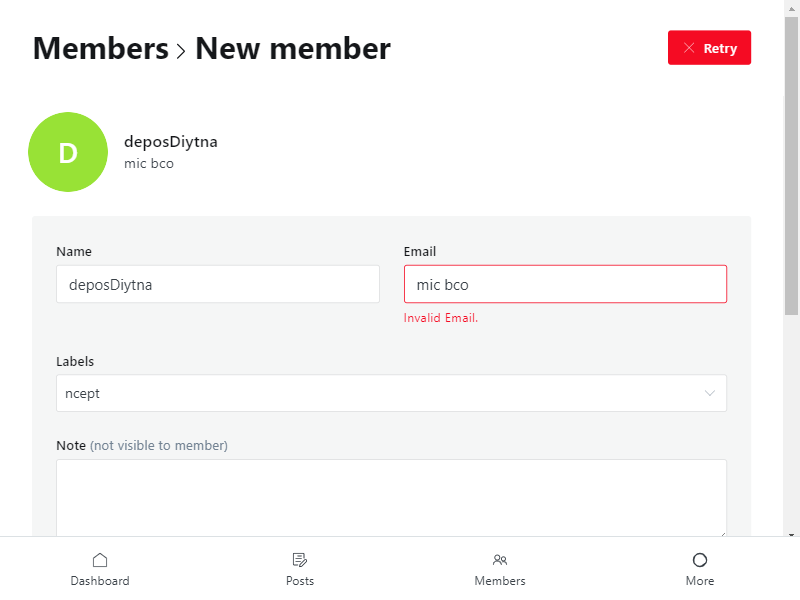 Members > New member
Retry
D
deposDiytna
mic bco
Name
Email
deposDiytna
mic bco
Invalid Email.
Labels
ncept
Note (not visible to member)
Dashboard
Posts
Members
More